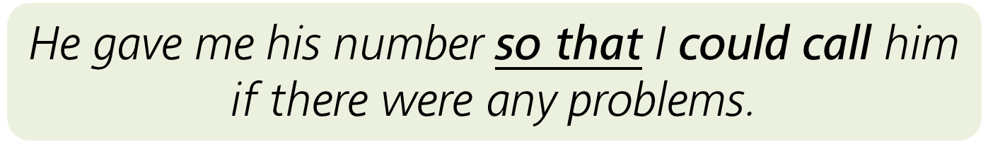 He gave me his number so that I could call him
if there were any problems.